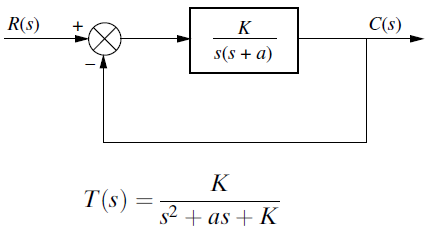 R(s) + K C(s)
s(s + a)
−
T(s) = K / (s² + as + K)